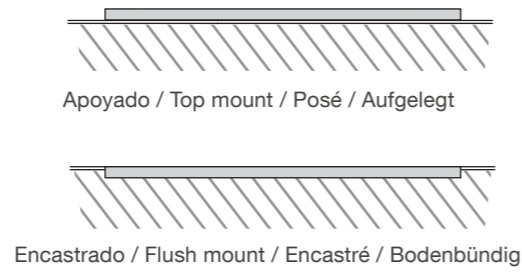 Apoyado / Top mount / Posé / Aufgelegt
Encastrado / Flush mount / Encastré / Bodenbündig